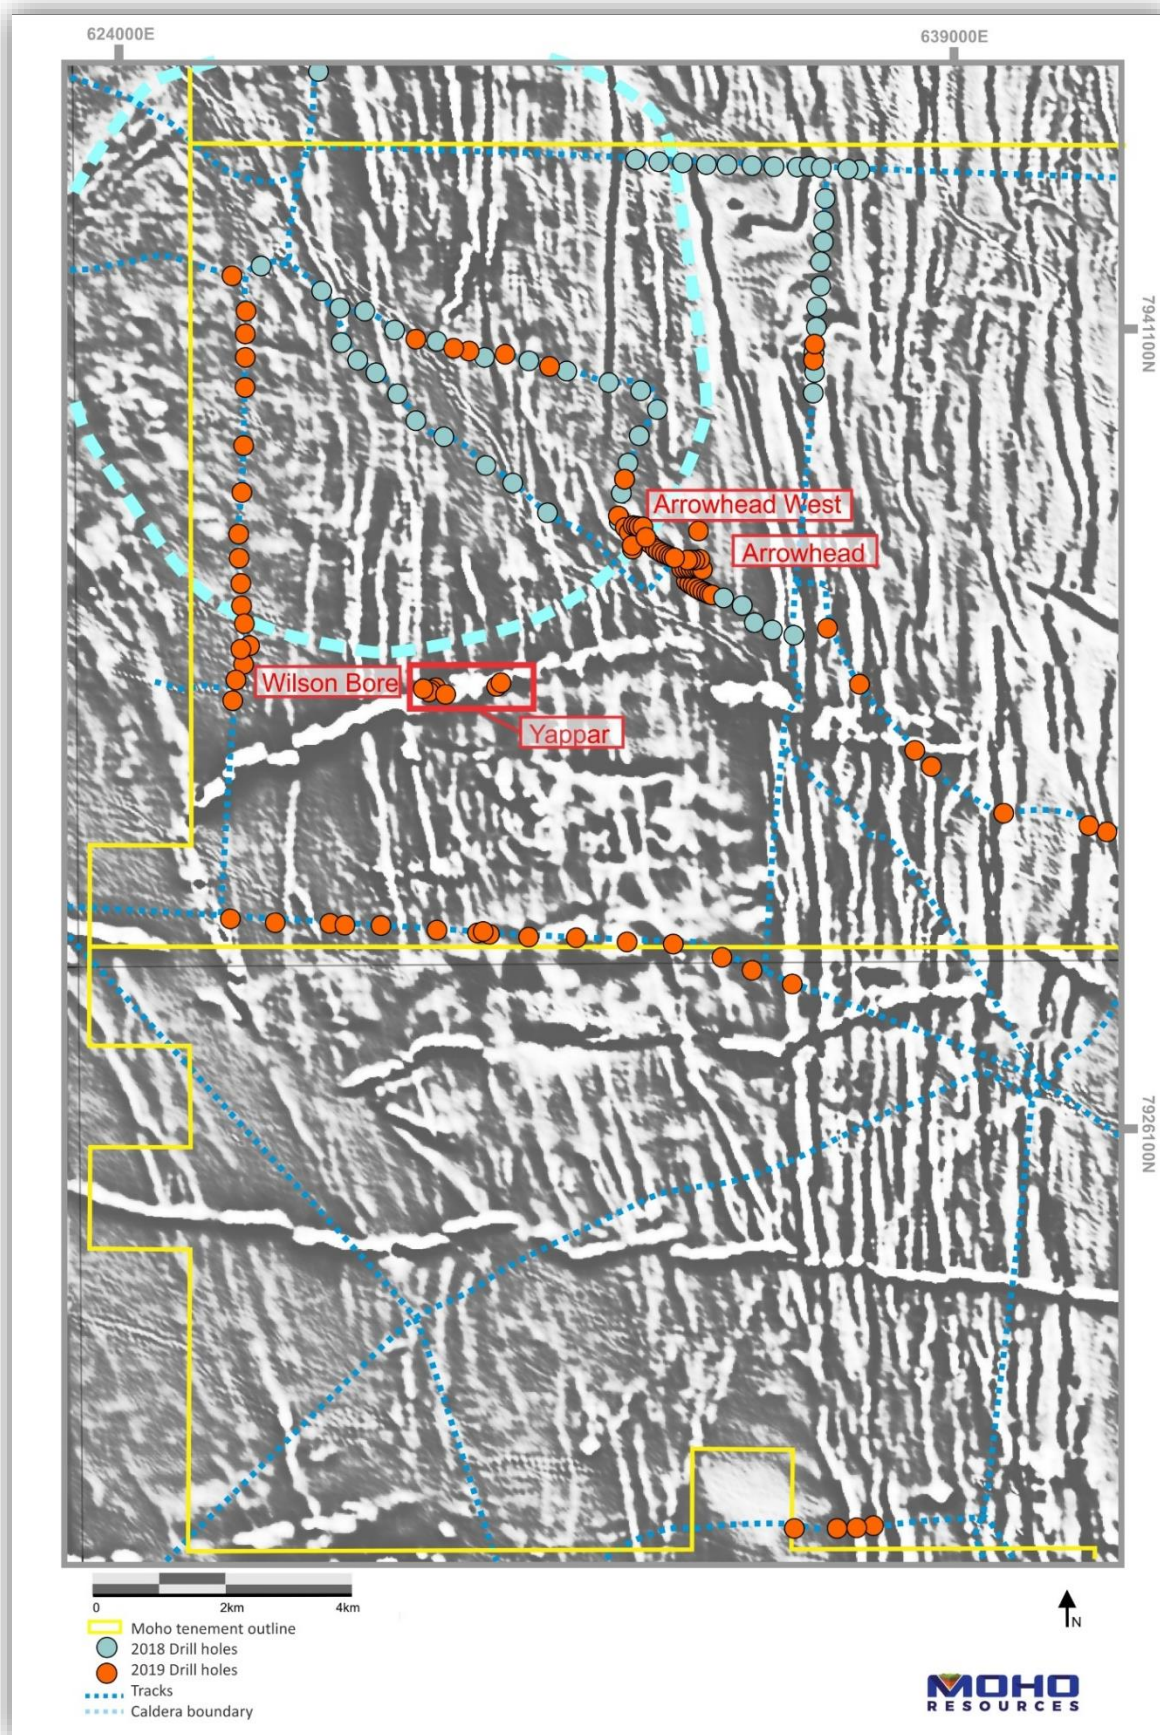 624000E
639000E
7941100N
Arrowhead West
Arrowhead
Wilson Bore
Yappar
7926100N
0 2km 4km
N
Moho tenement outline
2018 Drill holes
2019 Drill holes
Tracks
Caldera boundary
MOHO
RESOURCES